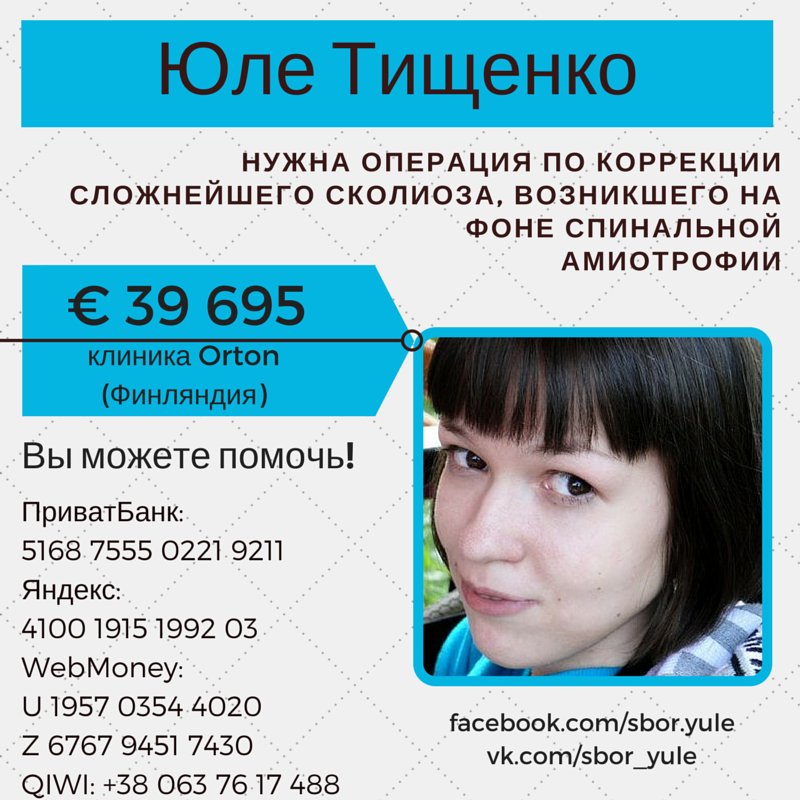 Юле Тищенко
НУЖНА ОПЕРАЦИЯ ПО КОРРЕКЦИИ
СЛОЖНЕЙШЕГО СКОЛИОЗА, ВОЗНИКШЕГО НА
ФОНЕ СПИНАЛЬНОЙ
АМИОТРОФИИ
€ 39 695
клиника Orton
(Финляндия)
Вы можете помочь!
ПриватБанк:
5168 7555 0221 9211
Яндекс:
4100 1915 1992 03
WebMoney:
U 1957 0354 4020
Z 6767 9451 7430
QIWI: +38 063 76 17 488
facebook.com/sbor.yule
vk.com/sbor_yule